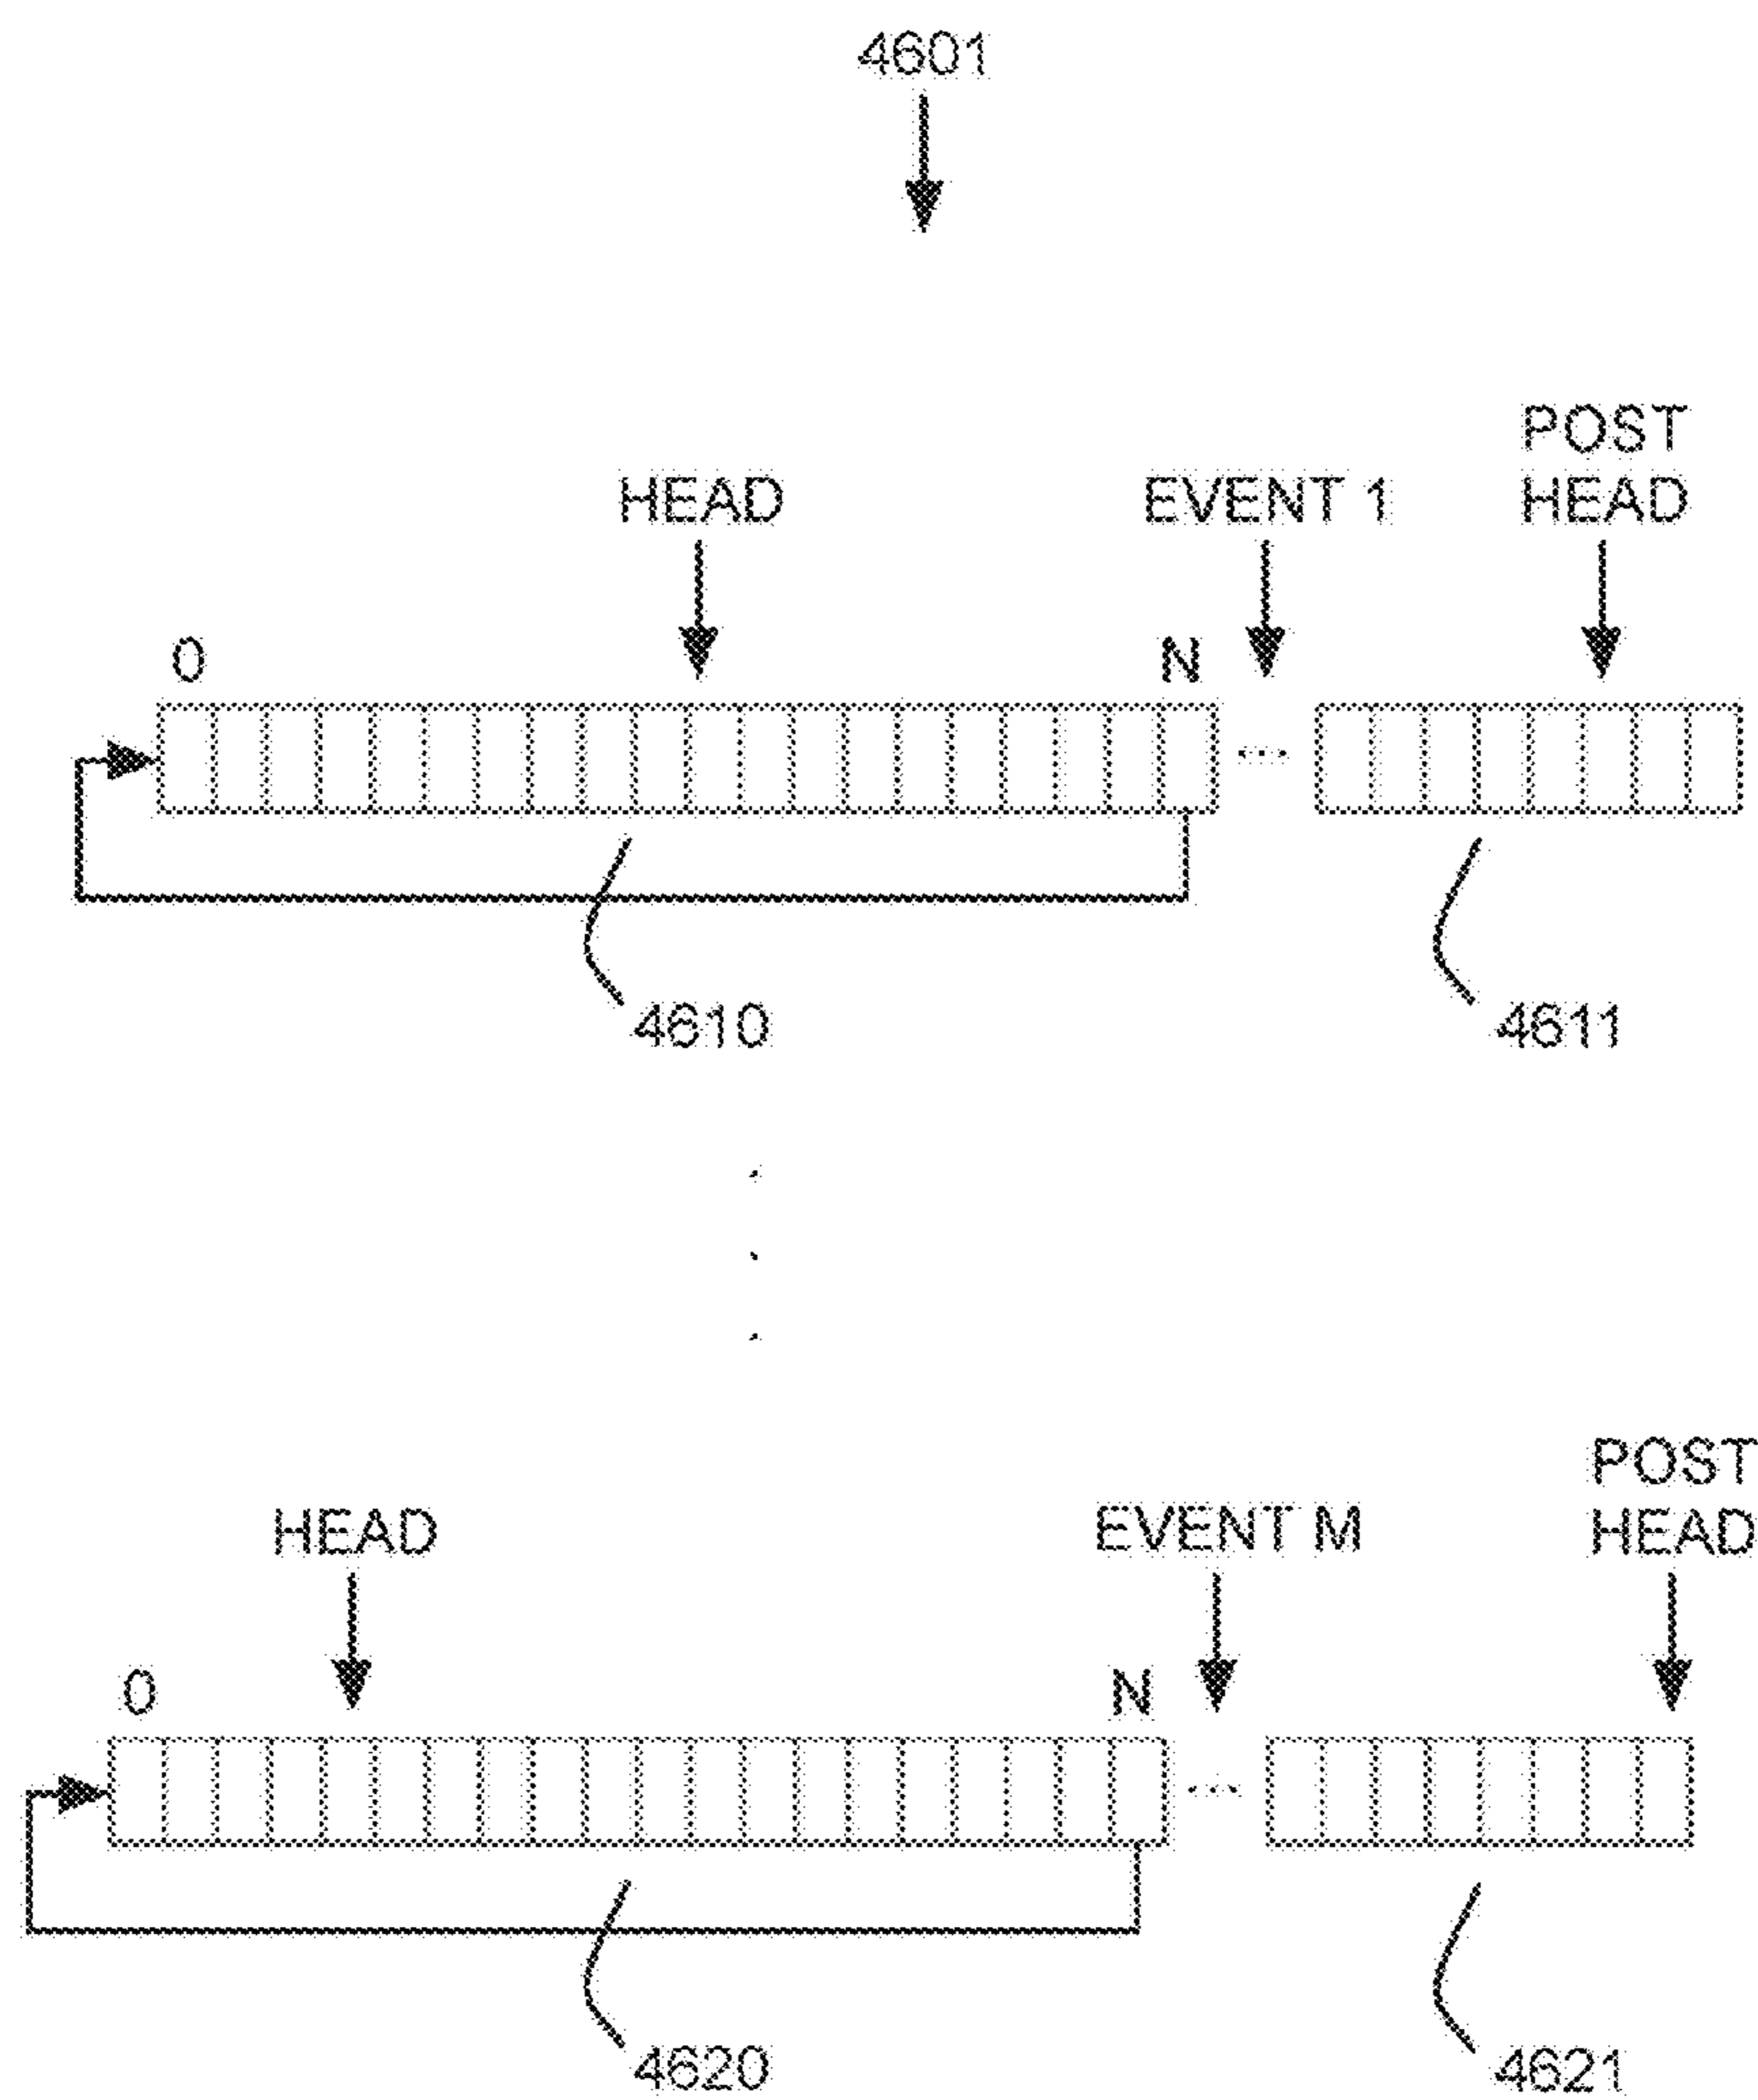 4601
POST
HEAD EVENT 1 HEAD
0 N
...
4610 4611
POST
HEAD EVENT M HEAD
0 N
...
4620 4621